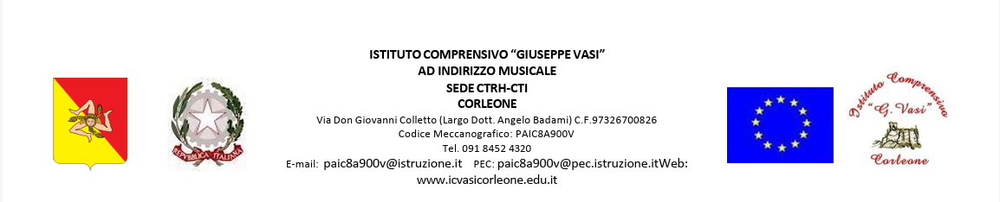 ISTITUTO COMPRENSIVO “GIUSEPPE VASI”
AD INDIRIZZO MUSICALE
SEDE CTRH-CTI
CORLEONE
Via Don Giovanni Colletto (Largo Dott. Angelo Badami) C.F.97326700826
Codice Meccanografico: PAIC8A900V
Tel. 091 8452 4320
E-mail: paic8a900v@istruzione.it PEC: paic8a900v@pec.istruzione.itWeb:
www.icvasicorleone.edu.it
REPVBBLICA ITALIANA
Istituto Comprensivo
"G. Vasi"
Corleone